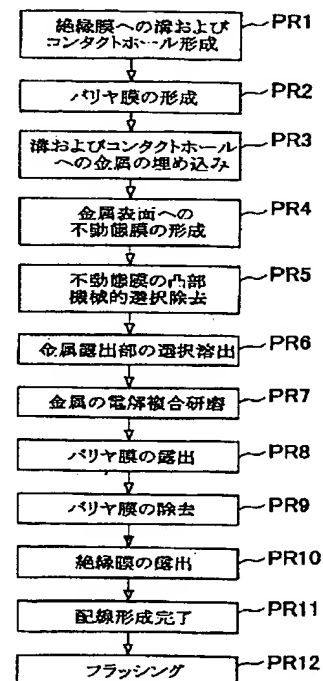 絶縁膜への溝および
コンタクトホール形成
PR1
バリヤ膜の形成
PR2
溝およびコンタクトホール
への金属の埋め込み
PR3
金属表面への
不動態膜の形成
PR4
不動態膜の凸部
機械的選択除去
PR5
金属露出部の選択溶出
PR6
金属の電解複合研磨
PR7
バリヤ膜の露出
PR8
バリヤ膜の除去
PR9
絶縁膜の露出
PR10
配線形成完了
PR11
フラッシング
PR12